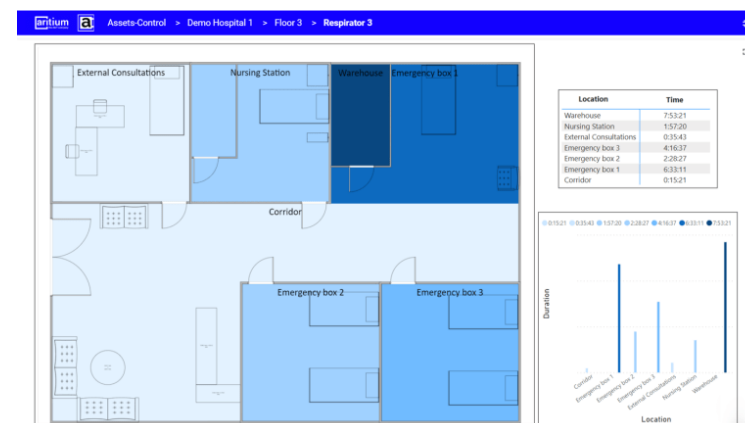 aritium a Assets-Control > Demo Hospital 1 > Floor 3 > Respirator 3
External Consultations
Nursing Station
Warehouse
Emergency box 1
Corridor
Emergency box 2
Emergency box 3
Location Time
Warehouse 7:53:21
Nursing Station 1:57:20
External Consultations 0:35:43
Emergency box 3 4:16:37
Emergency box 2 2:28:27
Emergency box 1 6:33:11
Corridor 0:15:21
0:15:21 0:35:43 1:57:20 2:28:27 4:16:37 6:33:11 7:53:21
Duration
Corridor
Emergency box 1
Emergency box 2
Emergency box 3
External Consultations
Nursing Station
Warehouse
Location